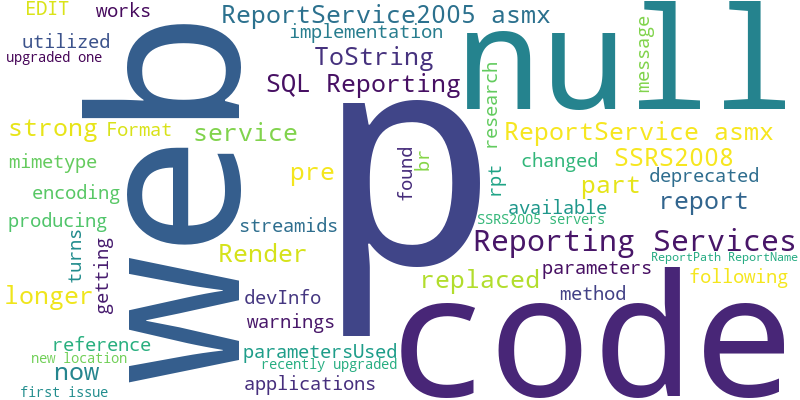 EDIT
works
ReportService2005 asmx
null
message
utilized
implementation
upgraded one
ToString
web
SQL Reporting
p
research
strong
Format
service
ReportService asmx
mimetype
pre
found
br
changed
SSRS2008
encoding
rpt
part
deprecated
producing
streamids
available
report
SSRS2005 servers
turns
getting
Render
Reporting Services
ReportPath ReportName
longer
devInfo
replaced
parameters
following
method
code
warnings
reference
parametersUsed
new location
recently upgraded
now
applications
first issue